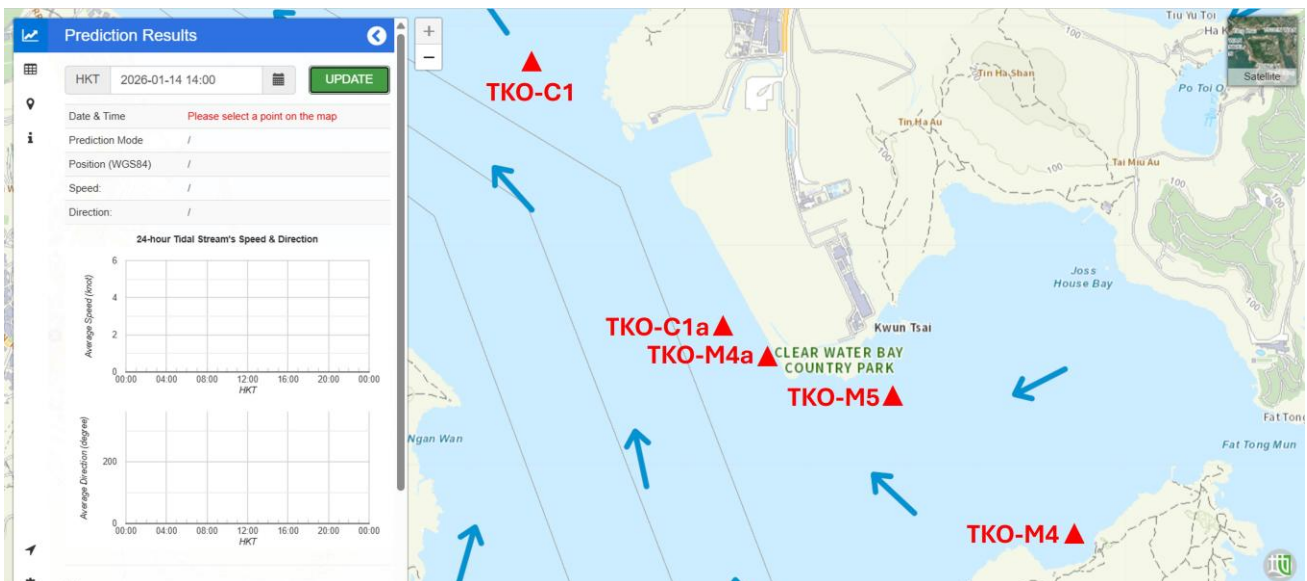 Prediction Results
HKT 2026-01-14 14:00 UPDATE
Date & Time Please select a point on the map
Prediction Mode /
Position (WGS84) /
Speed: /
Direction: /
24-hour Tidal Stream's Speed & Direction
Average Speed (knot)
6
4
2
0
00:00 04:00 08:00 12:00 16:00 20:00 00:00
HKT
Average Direction (degree)
200
0
00:00 04:00 08:00 12:00 16:00 20:00 00:00
HKT
+
−
TKO-C1
100
Tiu Yu Toi
Satellite
Tin Ha Shan
100
Tin Ha Au
100
Tai Miu Au
100
Joss
House Bay
100
TKO-C1a
Kwun Tsai
TKO-M4a
CLEAR WATER BAY
COUNTRY PARK
TKO-M5
Ngan Wan
Fat Tong
Fat Tong Mun
TKO-M4